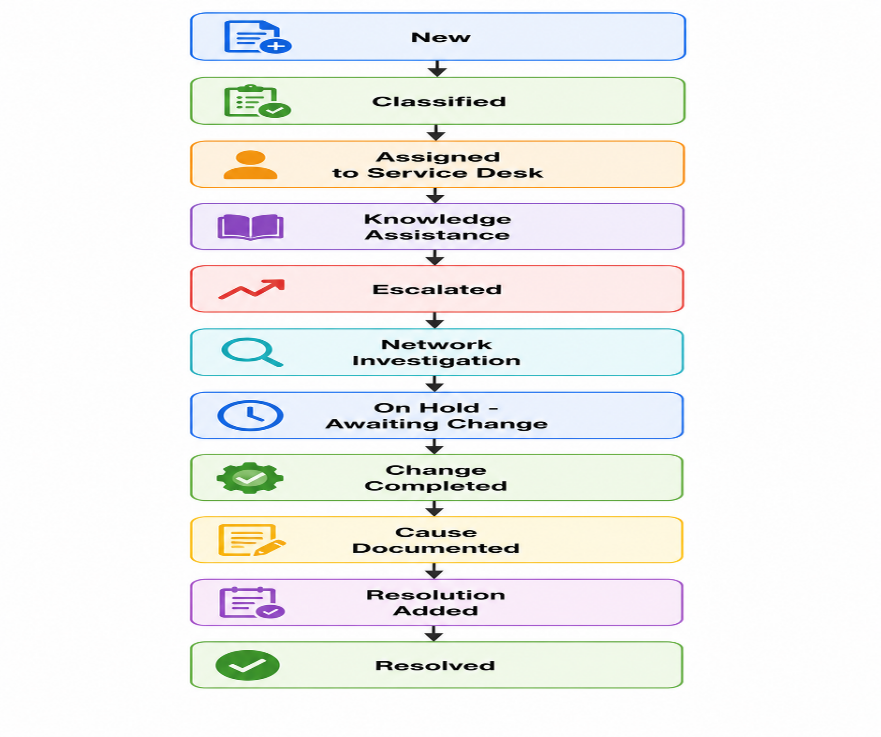 New
Classified
Assigned
to Service Desk
Knowledge
Assistance
Escalated
Network
Investigation
On Hold -
Awaiting Change
Change
Completed
Cause
Documented
Resolution
Added
Resolved